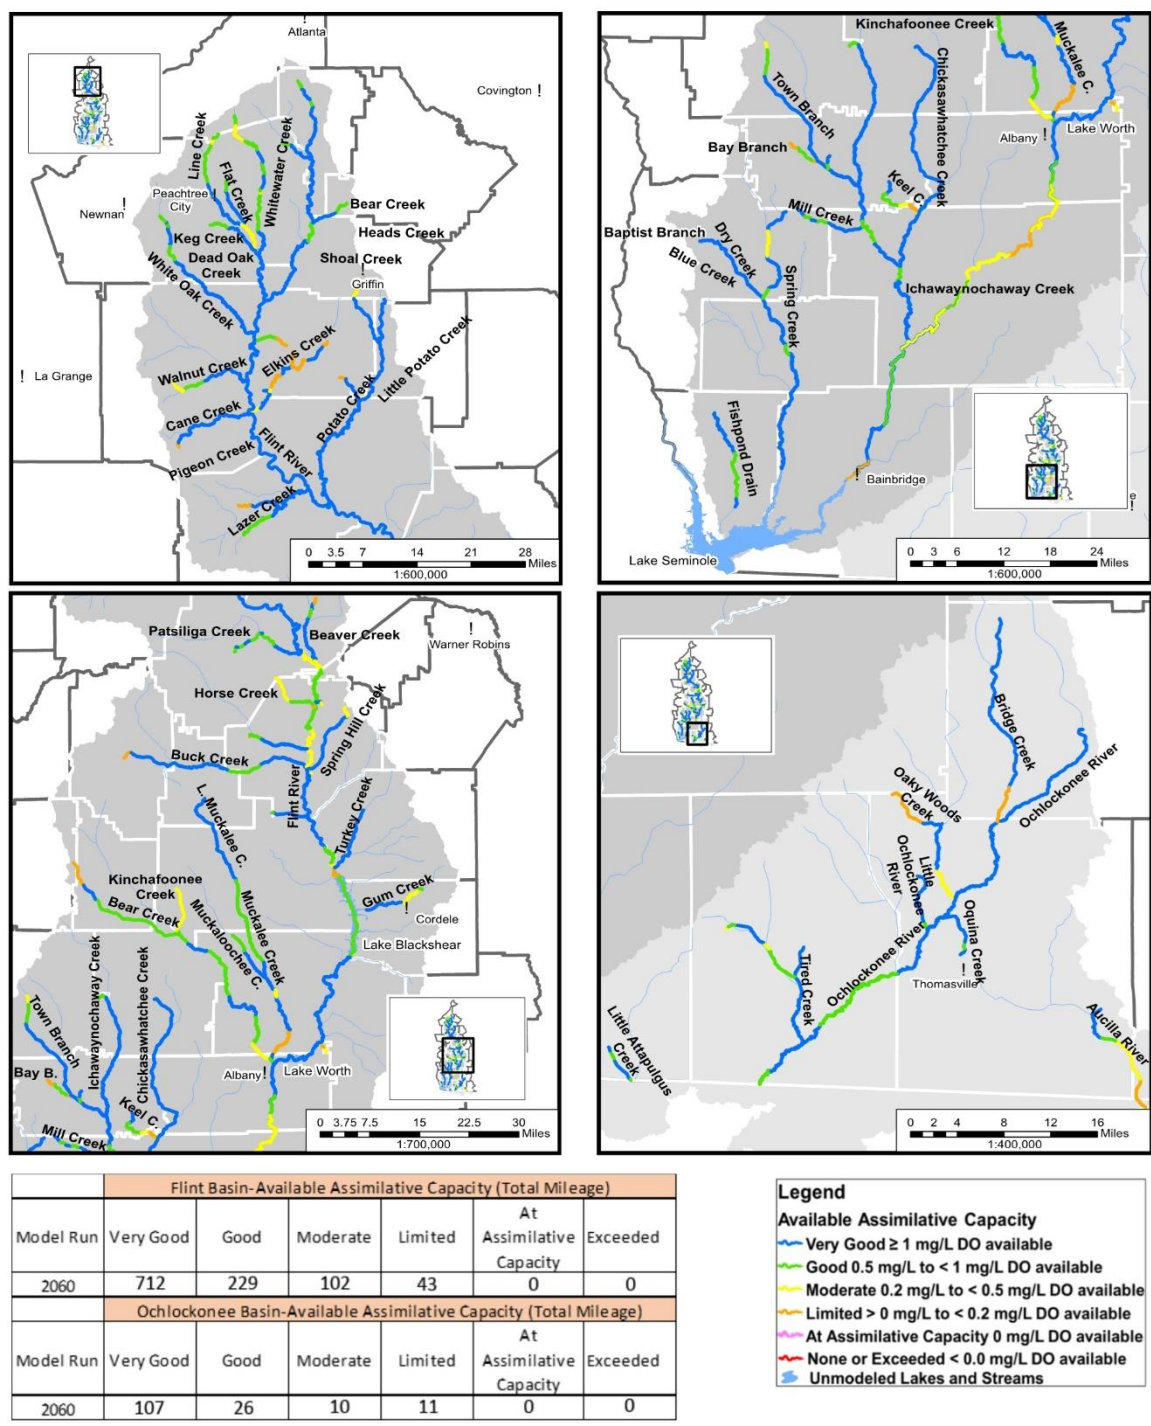 Atlanta
Covington !
Line Creek
Flat Creek
Whitewater Creek
Peachtree
City
Newnan
Bear Creek
Keg Creek
Heads Creek
Dead Oak
Creek
Shoal Creek
Griffin
White Oak Creek
La Grange
Walnut Creek
Elkins Creek
Little Potato Creek
Cane Creek
Potato Creek
Pigeon Creek
Flint River
Lazer Creek
0 3.5 7 14 21 28
Miles
1:600,000
Kinchafoonee Creek
Muckalee C.
Town Branch
Chickasawhatchee Creek
Lake Worth
Albany
Bay Branch
Keel C.
Mill Creek
Baptist Branch
Dry Creek
Blue Creek
Spring Creek
Ichawaynochaway Creek
Fishpond Drain
Bainbridge
e
Lake Seminole
0 3 6 12 18 24
Miles
1:600,000
Patsiliga Creek
Beaver Creek
Warner Robins
Horse Creek
Spring Hill Creek
Buck Creek
Flint River
L. Muckalee C.
Turkey Creek
Kinchafoonee
Creek
Gum Creek
Bear Creek
Muckalee Creek
Muckaloochee C.
Cordele
Lake Blackshear
Ichawaynochaway Creek
Chickasawhatchee Creek
Town Branch
Bay B.
Albany
Lake Worth
Keel C.
Mill Creek
0 3.75 7.5 15 22.5 30
Miles
1:700,000
Bridge Creek
Ochlockonee River
Oaky Woods
Creek
Little
Ochlockonee
River
Oquina Creek
Ochlockonee River
Tired Creek
Thomasville
Little Attapulgus
Creek
Aucilla River
0 2 4 8 12 16
Miles
1:400,000
Flint Basin-Available Assimilative Capacity (Total Mileage)
Model Run Very Good Good Moderate Limited At Assimilative Capacity Exceeded
2060 712 229 102 43 0 0
Ochlockonee Basin-Available Assimilative Capacity (Total Mileage)
Model Run Very Good Good Moderate Limited At Assimilative Capacity Exceeded
2060 107 26 10 11 0 0
Legend
Available Assimilative Capacity
Very Good ≥ 1 mg/L DO available
Good 0.5 mg/L to < 1 mg/L DO available
Moderate 0.2 mg/L to < 0.5 mg/L DO available
Limited > 0 mg/L to < 0.2 mg/L DO available
At Assimilative Capacity 0 mg/L DO available
None or Exceeded < 0.0 mg/L DO available
Unmodeled Lakes and Streams